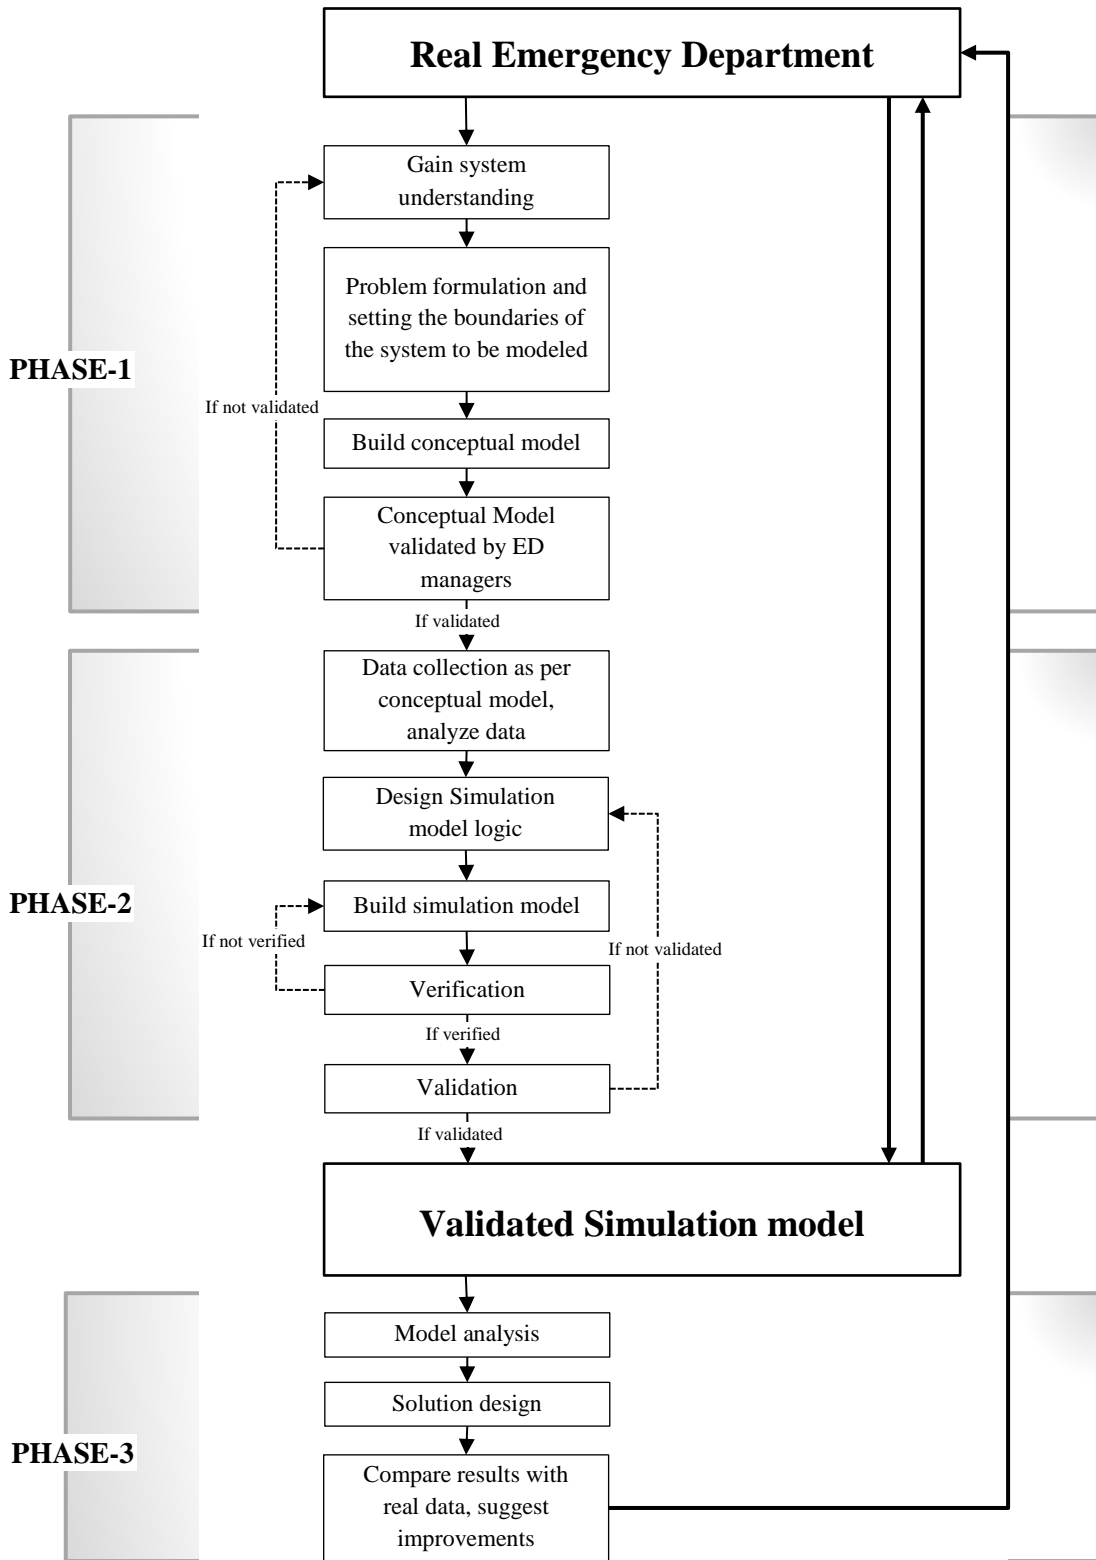 Real Emergency Department
Gain system
understanding
Problem formulation and
setting the boundaries of
the system to be modeled
PHASE-1
If not validated
Build conceptual model
Conceptual Model
validated by ED
managers
If validated
Data collection as per
conceptual model,
analyze data
Design Simulation
model logic
PHASE-2
Build simulation model
If not verified
If not validated
Verification
If verified
Validation
If validated
Validated Simulation model
Model analysis
Solution design
PHASE-3
Compare results with
real data, suggest
improvements